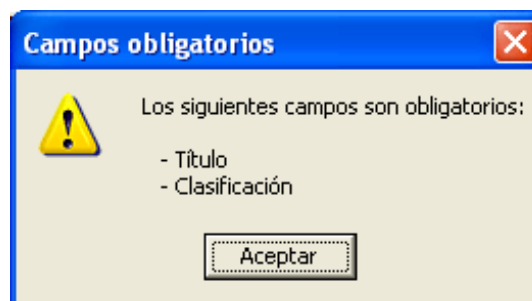 Campos obligatorios
Los siguientes campos son obligatorios:
- Título
- Clasificación
Aceptar